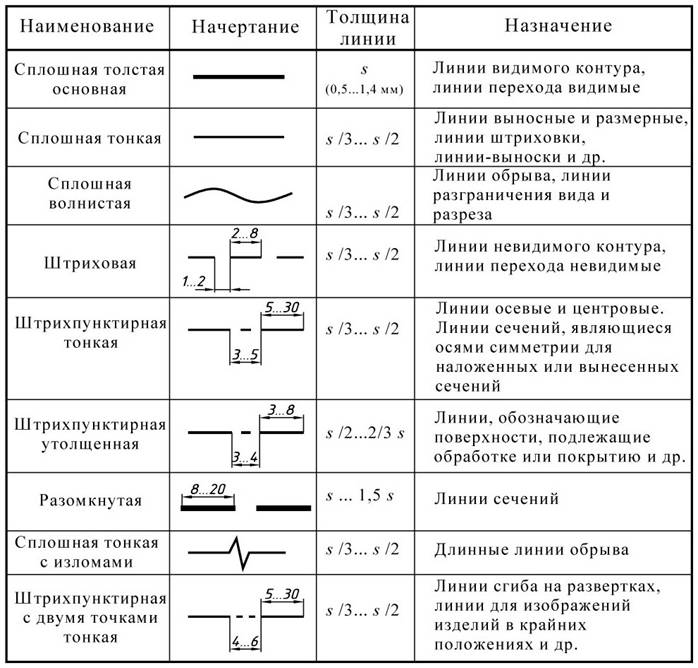 Наименование
Начертание
Толщина
линии
Назначение
Сплошная толстая
основная
s
(0,5...1,4 мм)
Линии видимого контура,
линии перехода видимые
Сплошная тонкая
s /3... s /2
Линии выносные и размерные,
линии штриховки,
линии-выноски и др.
Сплошная
волнистая
s /3... s /2
Линии обрыва, линии
разграничения вида и
разреза
Штриховая
2...8
1...2
s /3... s /2
Линии невидимого контура,
линии перехода невидимые
Штрихпунктирная
тонкая
5...30
3...5
s /3... s /2
Линии осевые и центровые.
Линии сечений, являющиеся
осями симметрии для
наложенных или вынесенных
сечений
Штрихпунктирная
утолщенная
3...8
3...4
s /2...2/3 s
Линии, обозначающие
поверхности, подлежащие
обработке или покрытию и др.
Разомкнутая
8...20
s ... 1,5 s
Линии сечений
Сплошная тонкая
с изломами
s /3... s /2
Длинные линии обрыва
Штрихпунктирная
с двумя точками
тонкая
5...30
4...6
s /3... s /2
Линии сгиба на развертках,
линии для изображений
изделий в крайних
положениях и др.